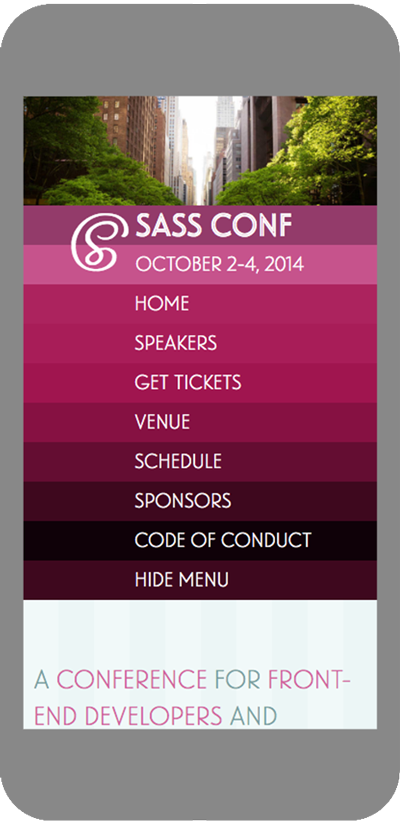 SASS CONF
OCTOBER 2-4, 2014
HOME
SPEAKERS
GET TICKETS
VENUE
SCHEDULE
SPONSORS
CODE OF CONDUCT
HIDE MENU
A CONFERENCE FOR FRONT-
END DEVELOPERS AND